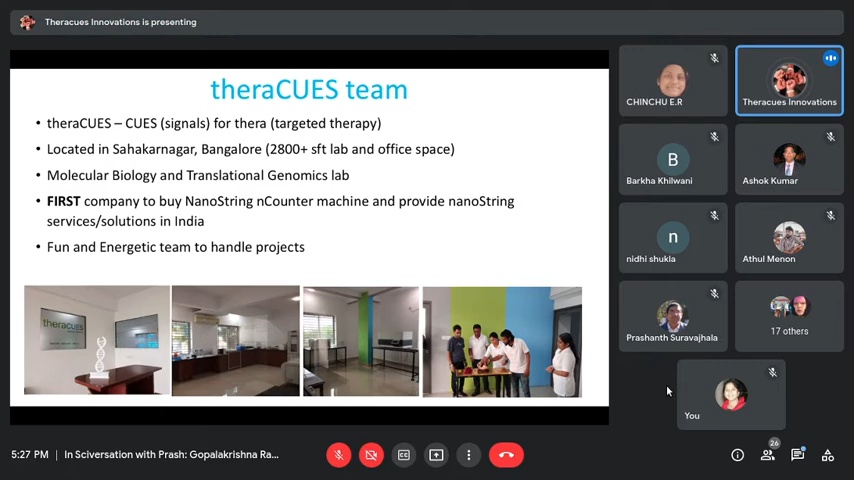 Theracues Innovations is presenting
theraCUES team
• theraCUES – CUES (signals) for thera (targeted therapy)
• Located in Sahakarnagar, Bangalore (2800+ sft lab and office space)
• Molecular Biology and Translational Genomics lab
• FIRST company to buy NanoString nCounter machine and provide nanoString
services/solutions in India
• Fun and Energetic team to handle projects
theraCUES
CHINCHU E.R
Theracues Innovations
B
Barkha Khilwani
Ashok Kumar
n
nidhi shukla
Athul Menon
Prashanth Suravajhala
17 others
You
5:27 PM | In Sciversation with Prash: Gopalakrishna Ra...
CC
26